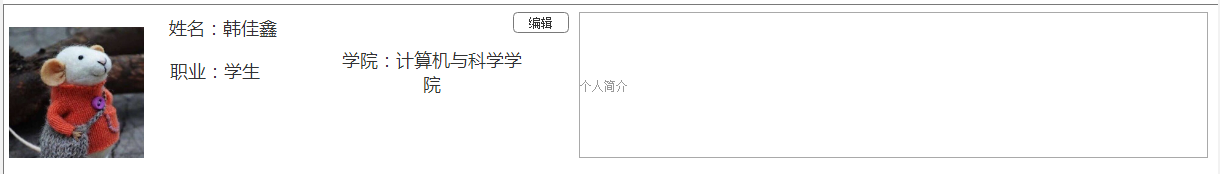 姓名：韩佳鑫
编辑
职业：学生
学院：计算机与科学学
院
个人简介